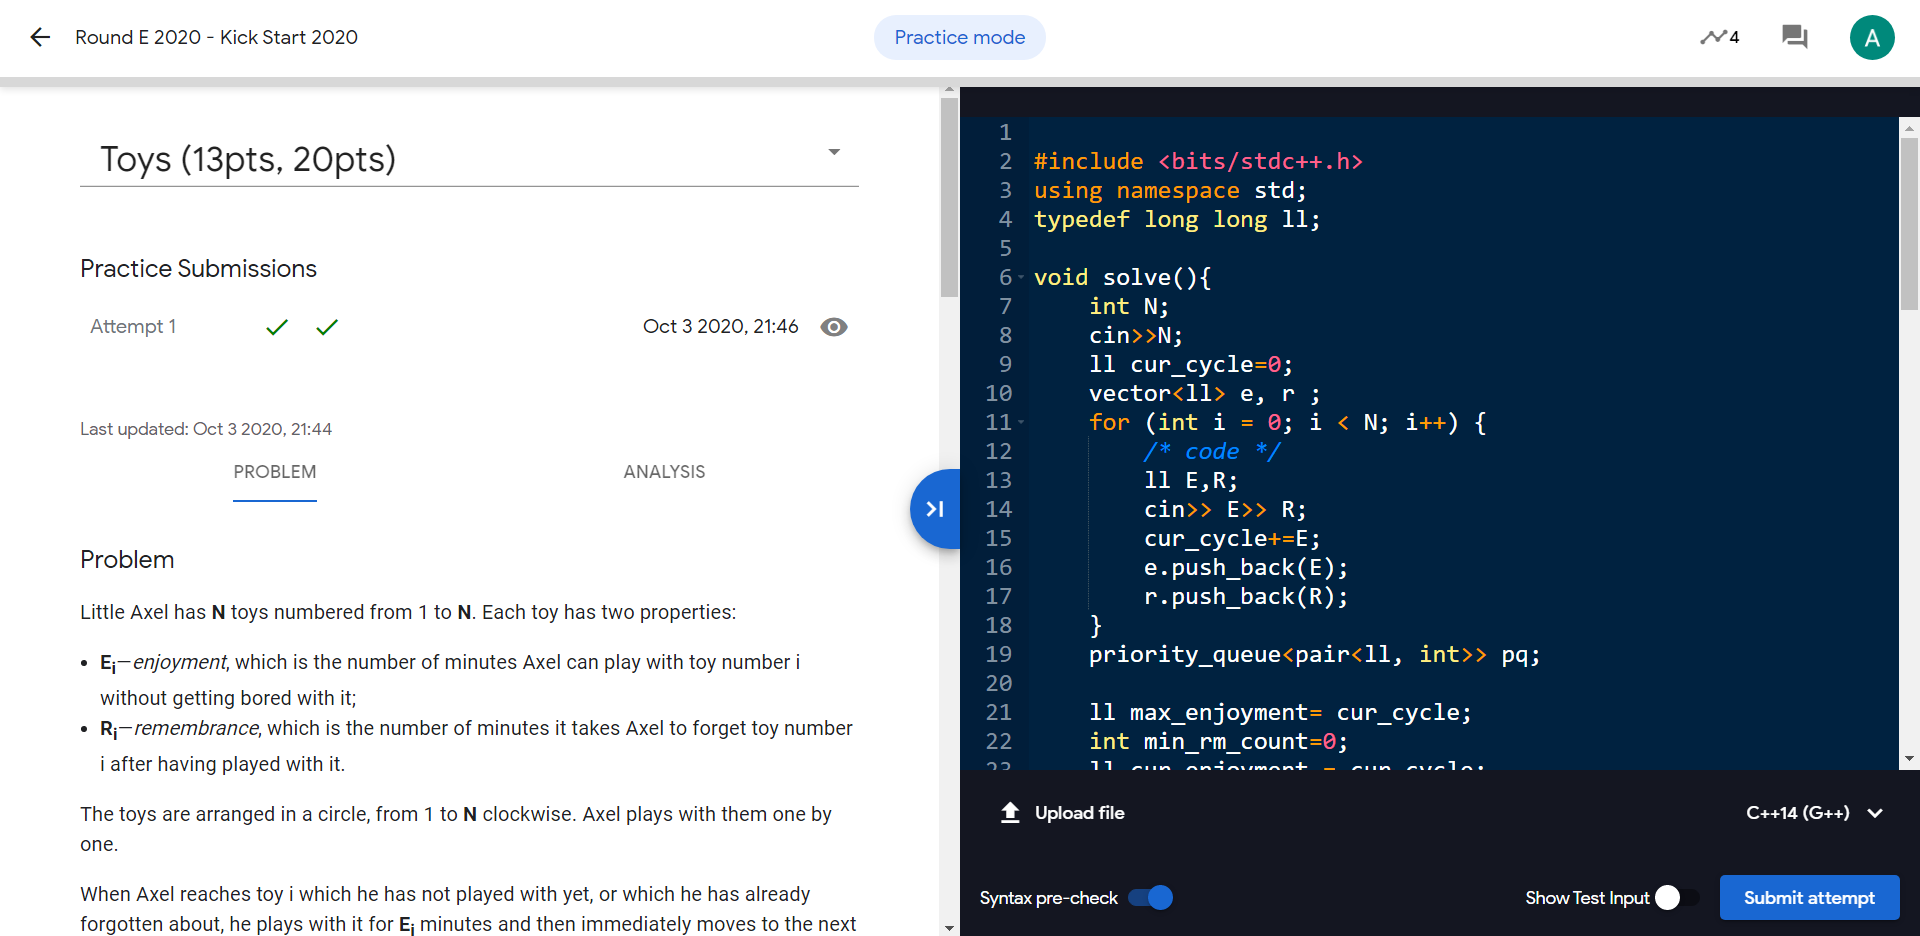 Round E 2020 - Kick Start 2020
Practice mode
4
A
Toys (13pts, 20pts)
Practice Submissions
Attempt 1
Oct 3 2020, 21:46
Last updated: Oct 3 2020, 21:44
PROBLEM
ANALYSIS
Problem
Little Axel has N toys numbered from 1 to N. Each toy has two properties:
• Ei—enjoyment, which is the number of minutes Axel can play with toy number i
without getting bored with it;
• Ri—remembrance, which is the number of minutes it takes Axel to forget toy number
i after having played with it.
The toys are arranged in a circle, from 1 to N clockwise. Axel plays with them one by
one.
When Axel reaches toy i which he has not played with yet, or which he has already
forgotten about, he plays with it for Ei minutes and then immediately moves to the next
1
2 #include <bits/stdc++.h>
3 using namespace std;
4 typedef long long ll;
5
6 void solve(){
7 int N;
8 cin>>N;
9 ll cur_cycle=0;
10 vector<ll> e, r ;
11 for (int i = 0; i < N; i++) {
12 /* code */
13 ll E,R;
14 cin>> E>> R;
15 cur_cycle+=E;
16 e.push_back(E);
17 r.push_back(R);
18 }
19 priority_queue<pair<ll, int>> pq;
20
21 ll max_enjoyment= cur_cycle;
22 int min_rm_count=0;
23 ll cur_enjoyment = cur_cycle;
Upload file
C++14 (G++)
Syntax pre-check
Show Test Input
Submit attempt